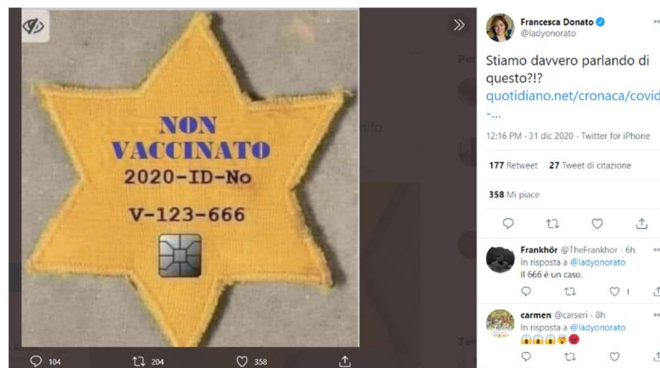 NON
VACCINATO
2020-ID-No
V-123-666
104
204
358
Francesca Donato
@ladyonorato
Stiamo davvero parlando di
questo?!?
quotidiano.net/cronaca/covid
-...
12:16 PM · 31 dic 2020 · Twitter for iPhone
177 Retweet 27 Tweet di citazione
358 Mi piace
Frankhör @TheFrankhor · 6h
In risposta a @ladyonorato
Il 666 è un caso.
1
carmen @carseri · 8h
In risposta a @ladyonorato